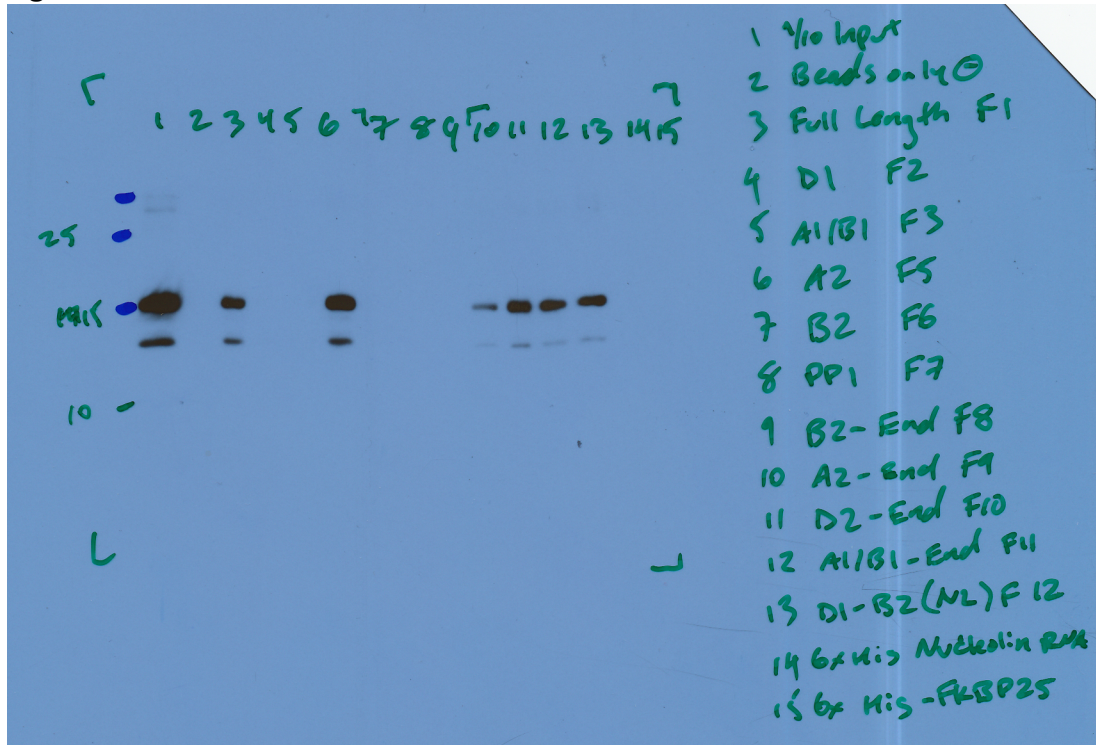 1 2 3 4 5 6 7 8 9 10 11 12 13 14 15
25
15
10
1 1/10 Input
2 Beads only ⊖
3 Full Length F1
4 D1 F2
5 A1/B1 F3
6 A2 F5
7 B2 F6
8 PP1 F7
9 B2-End F8
10 A2-End F9
11 D2-End F10
12 A1/B1-End F11
13 D1-B2(N2) F12
14 6x His Nucleolin
15 6x His-FKBP25